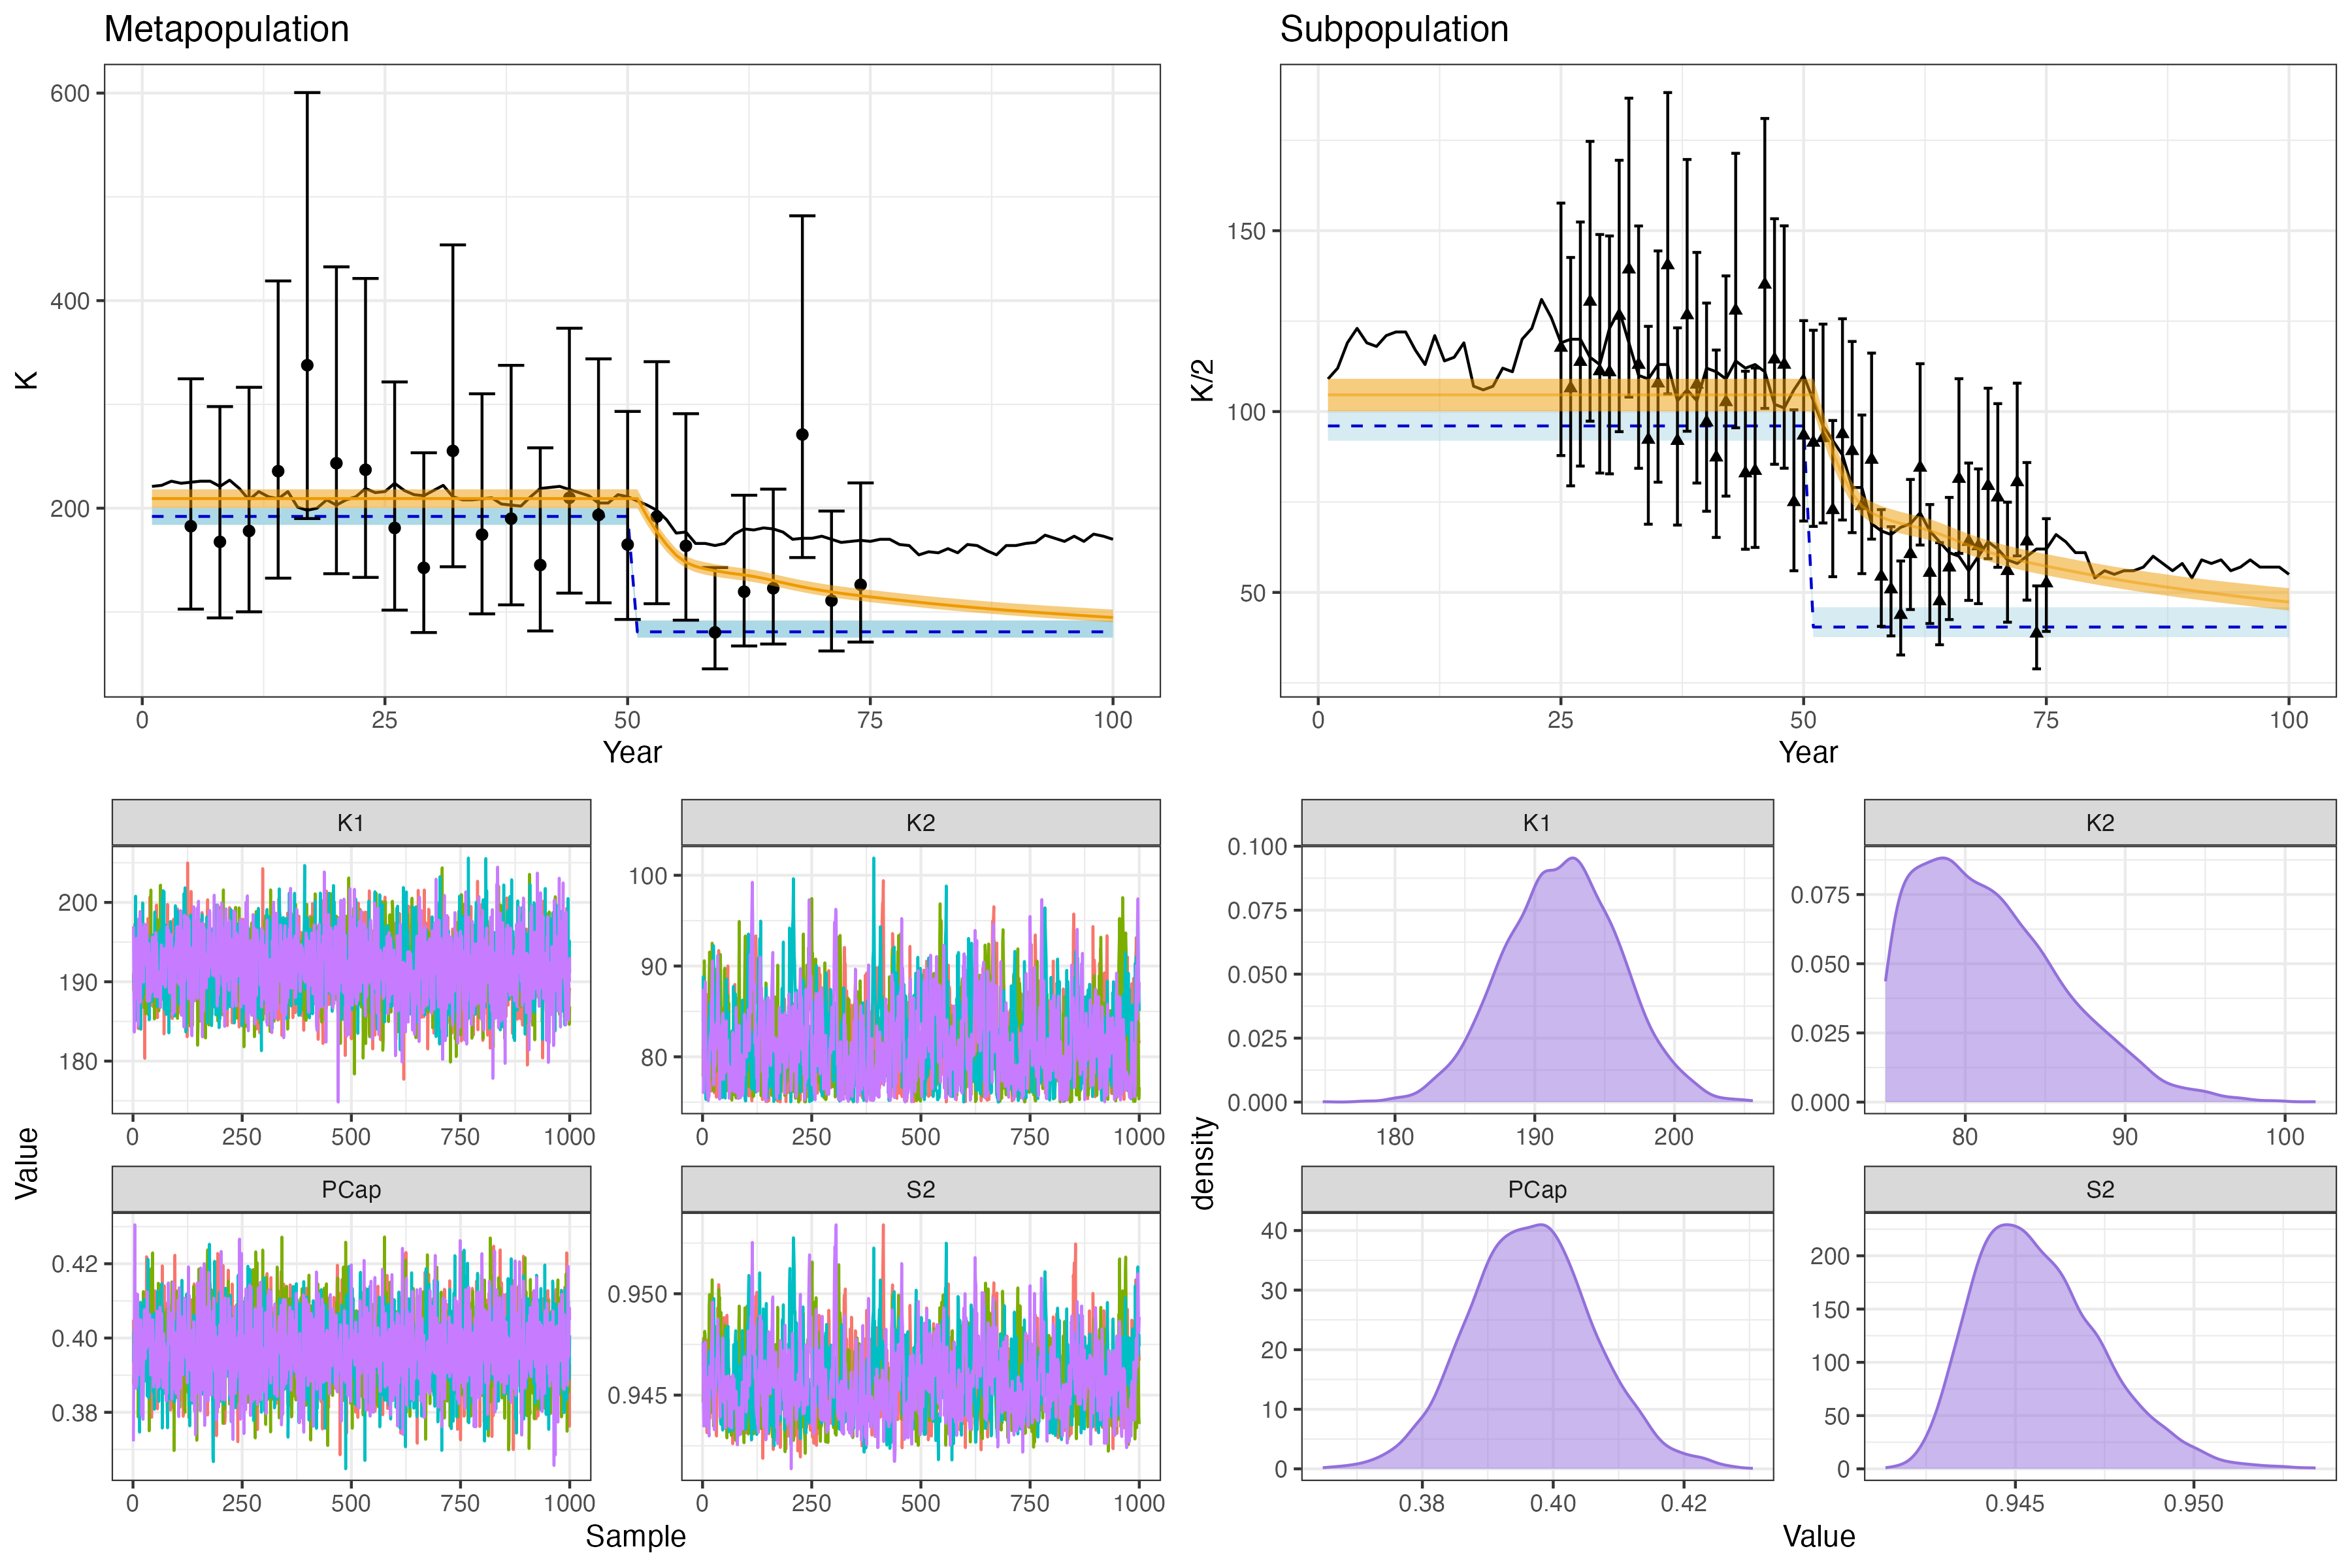 Metapopulation
600
400
200
K
0 25 50 75 100
Year
Subpopulation
150
100
50
K/2
0 25 50 75 100
Year
K1
200
190
180
0 250 500 750 1000
K2
100
90
80
0 250 500 750 1000
PCap
0.42
0.40
0.38
0 250 500 750 1000
S2
0.950
0.945
0 250 500 750 1000
Value
Sample
K1
0.100
0.075
0.050
0.025
0.000
180 190 200
K2
0.075
0.050
0.025
0.000
80 90 100
PCap
40
30
20
10
0
0.38 0.40 0.42
S2
200
150
100
50
0
0.945 0.950
density
Value